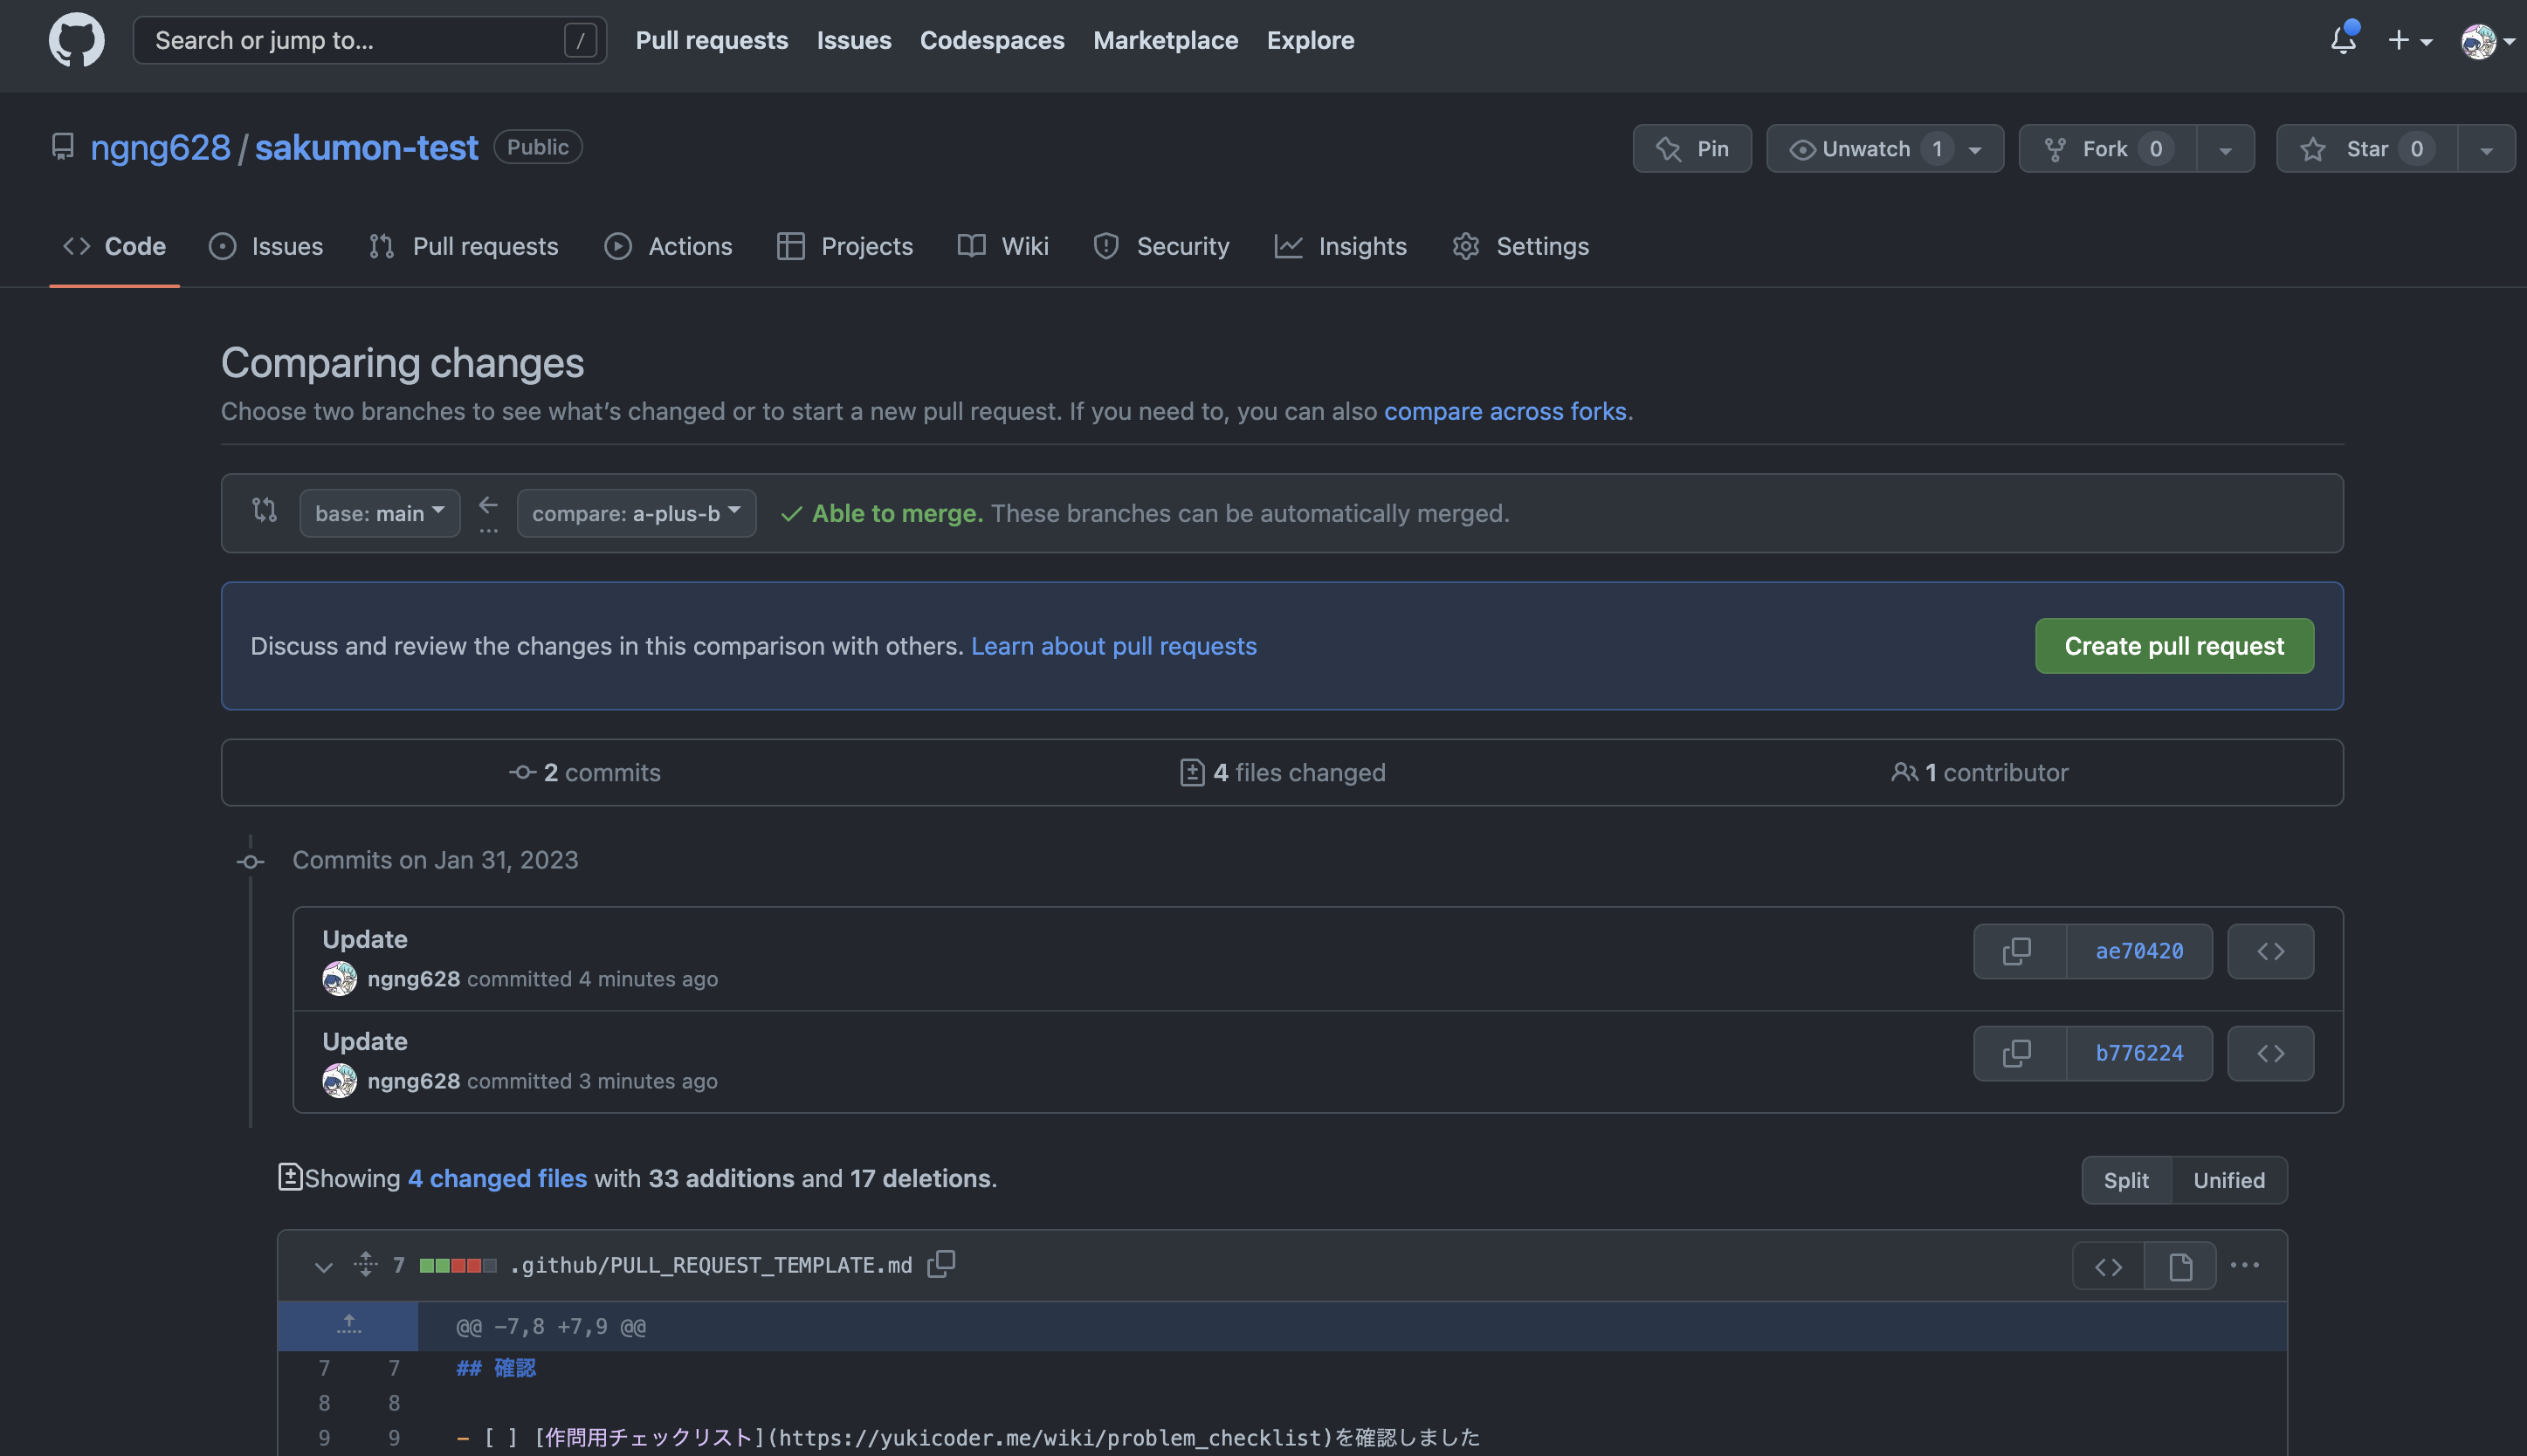 Search or jump to... /
Pull requests Issues Codespaces Marketplace Explore
ngng628 / sakumon-test Public
Pin Unwatch 1 Fork 0 Star 0
Code Issues Pull requests Actions Projects Wiki Security Insights Settings
Comparing changes
Choose two branches to see what’s changed or to start a new pull request. If you need to, you can also compare across forks.
base: main ... compare: a-plus-b Able to merge. These branches can be automatically merged.
Discuss and review the changes in this comparison with others. Learn about pull requests Create pull request
2 commits 4 files changed 1 contributor
Commits on Jan 31, 2023
Update
ngng628 committed 4 minutes ago
ae70420
Update
ngng628 committed 3 minutes ago
b776224
Showing 4 changed files with 33 additions and 17 deletions. Split Unified
7 .github/PULL_REQUEST_TEMPLATE.md
@@ -7,8 +7,9 @@
7 7 ## 確認
8 8
9 9 - [ ] [作問用チェックリスト](https://yukicoder.me/wiki/problem_checklist)を確認しました